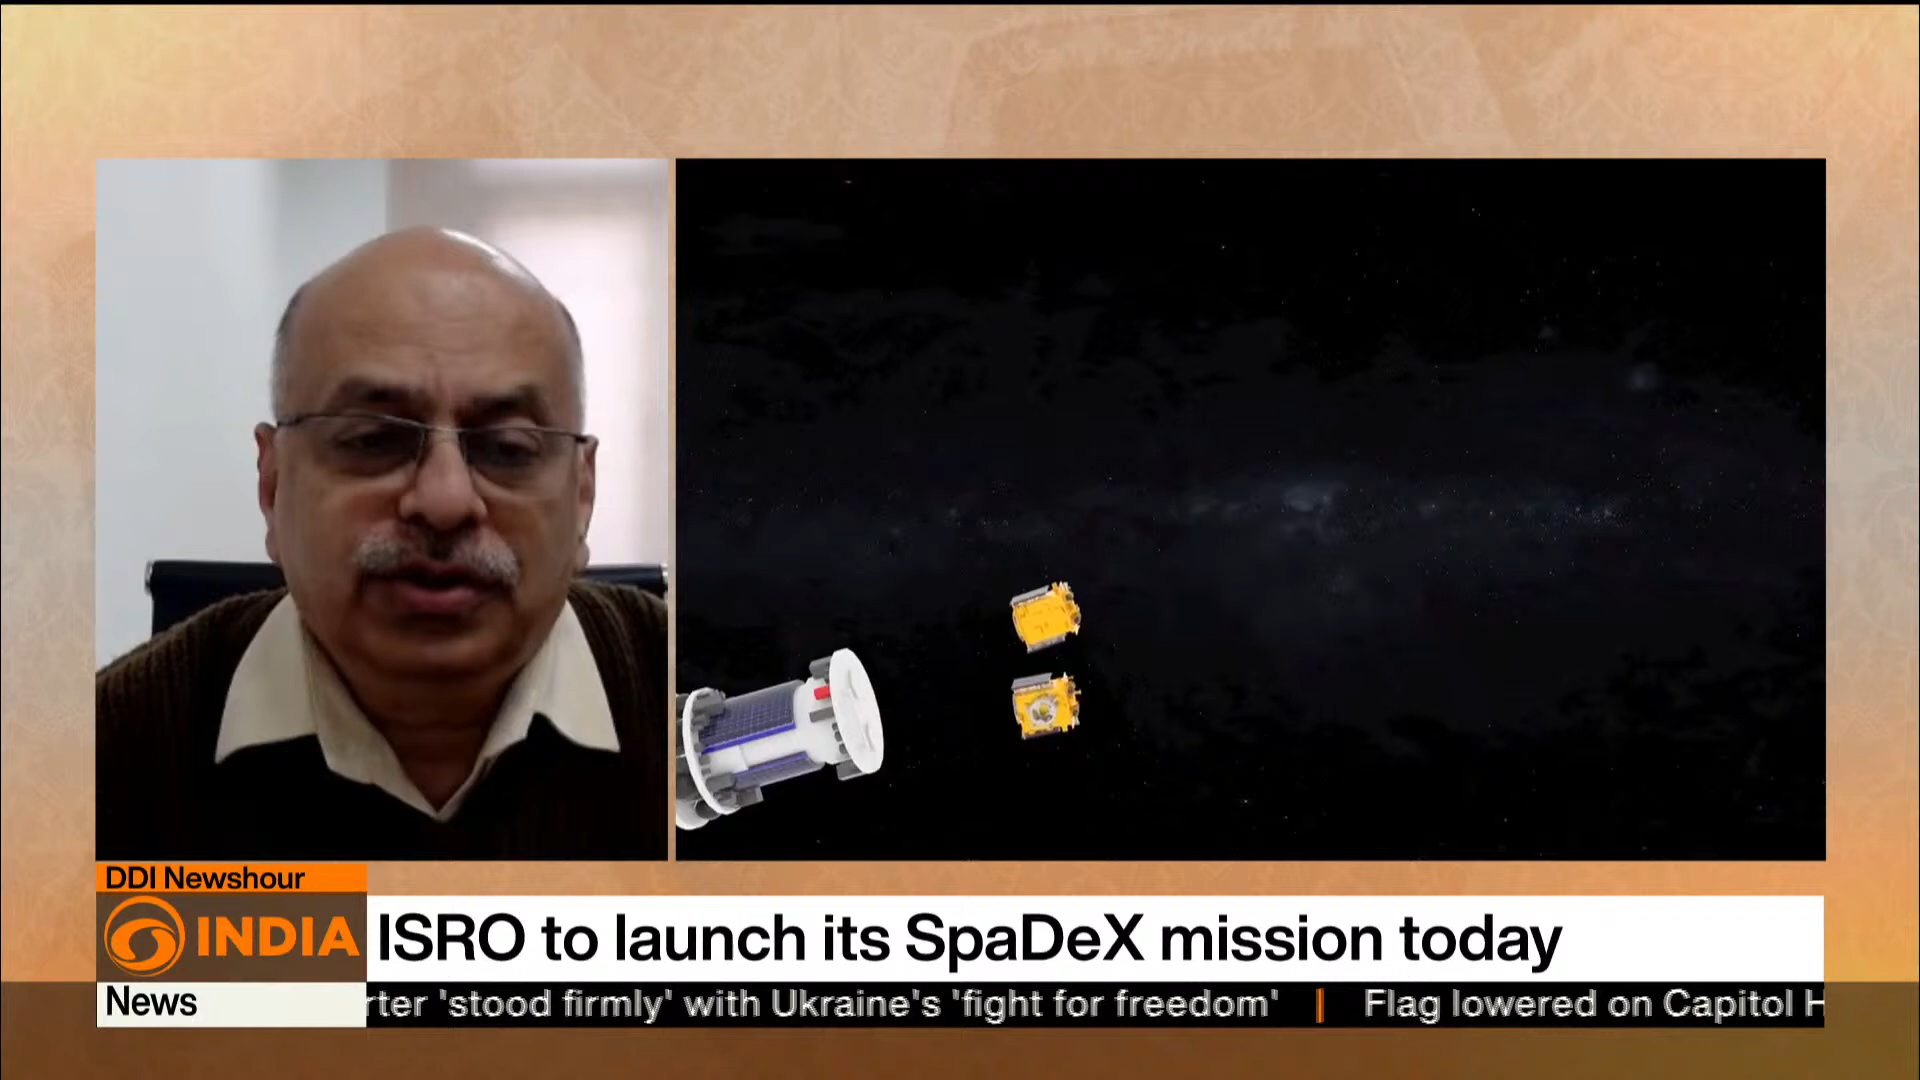 DDI Newshour
INDIA
ISRO to launch its SpaDeX mission today
News
rter 'stood firmly' with Ukraine's 'fight for freedom' | Flag lowered on Capitol H